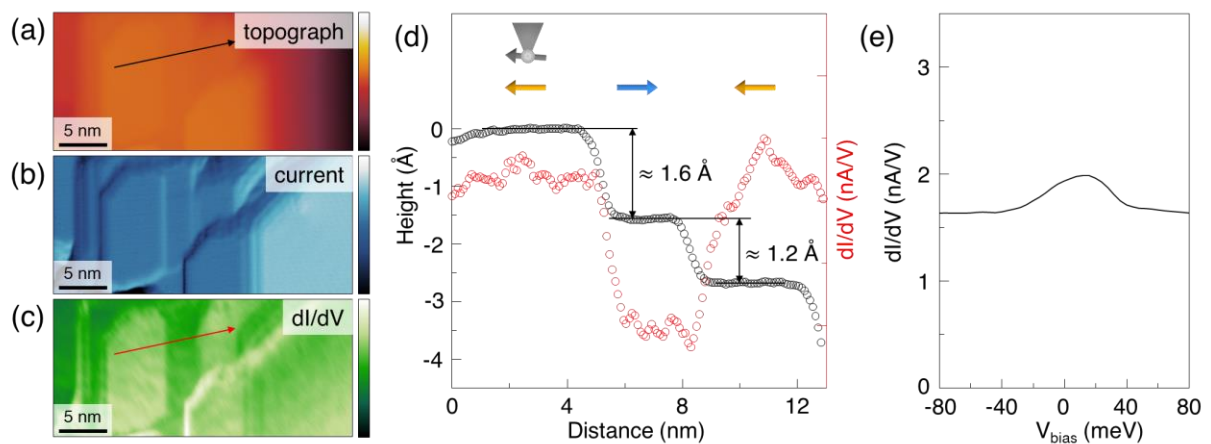 (a)
topograph
5 nm
(b)
current
5 nm
(c)
dI/dV
5 nm
(d)
0
-1
-2
-3
-4
Height (Å)
≈ 1.6 Å
≈ 1.2 Å
dI/dV (nA/V)
0
4
8
12
Distance (nm)
(e)
3
2
1
0
dI/dV (nA/V)
-80
-40
0
40
80
V_bias (meV)